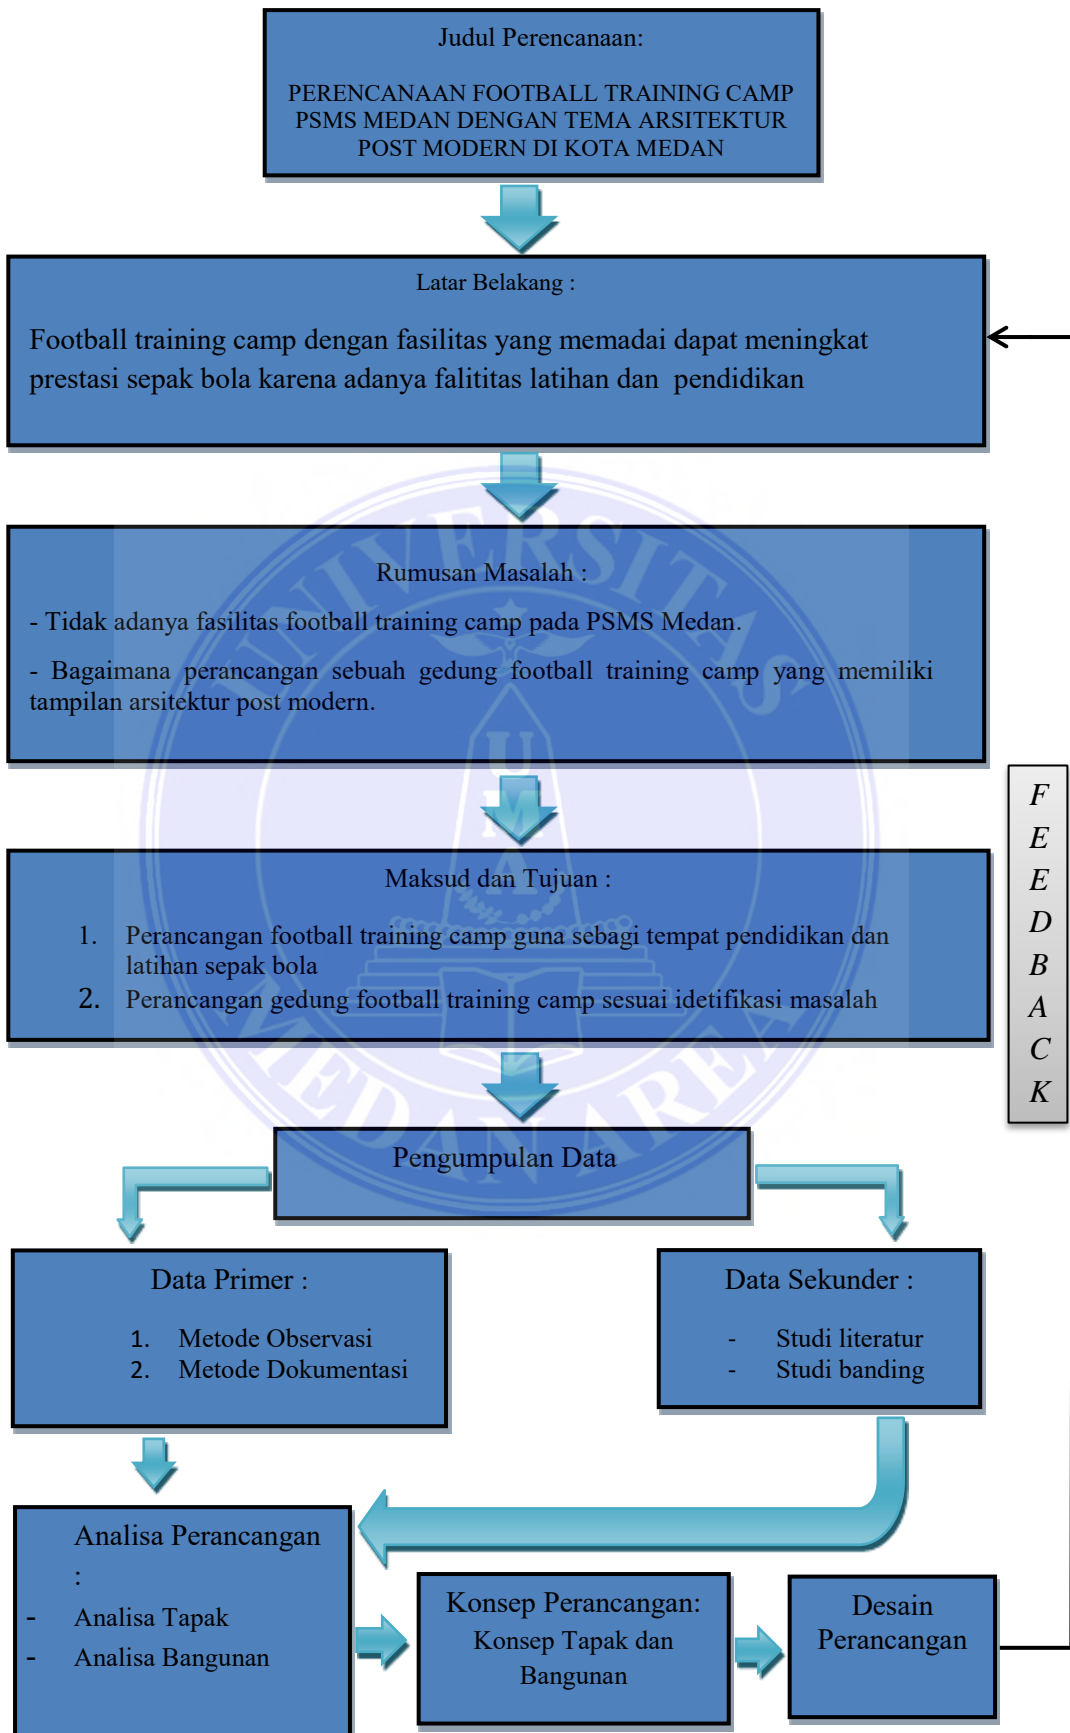 Judul Perencanaan:
PERENCANAAN FOOTBALL TRAINING CAMP
PSMS MEDAN DENGAN TEMA ARSITEKTUR
POST MODERN DI KOTA MEDAN
Latar Belakang :
Football training camp dengan fasilitas yang memadai dapat meningkat
prestasi sepak bola karena adanya falititas latihan dan pendidikan
Rumusan Masalah :
- Tidak adanya fasilitas football training camp pada PSMS Medan.
- Bagaimana perancangan sebuah gedung football training camp yang memiliki
tampilan arsitektur post modern.
Maksud dan Tujuan :
1. Perancangan football training camp guna sebagi tempat pendidikan dan
latihan sepak bola
2. Perancangan gedung football training camp sesuai idetifikasi masalah
F
E
E
D
B
A
C
K
Pengumpulan Data
Data Primer :
1. Metode Observasi
2. Metode Dokumentasi
Data Sekunder :
- Studi literatur
- Studi banding
Analisa Perancangan
:
- Analisa Tapak
- Analisa Bangunan
Konsep Perancangan:
Konsep Tapak dan
Bangunan
Desain
Perancangan
UNIVERSITAS
MEDAN AREA
U
M
A